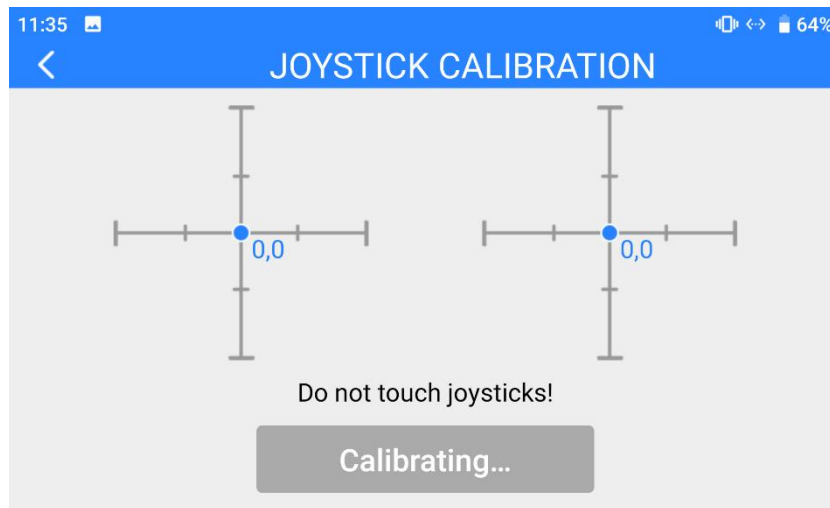 11:35 64%
JOYSTICK CALIBRATION
0,0 0,0
Do not touch joysticks!
Calibrating...